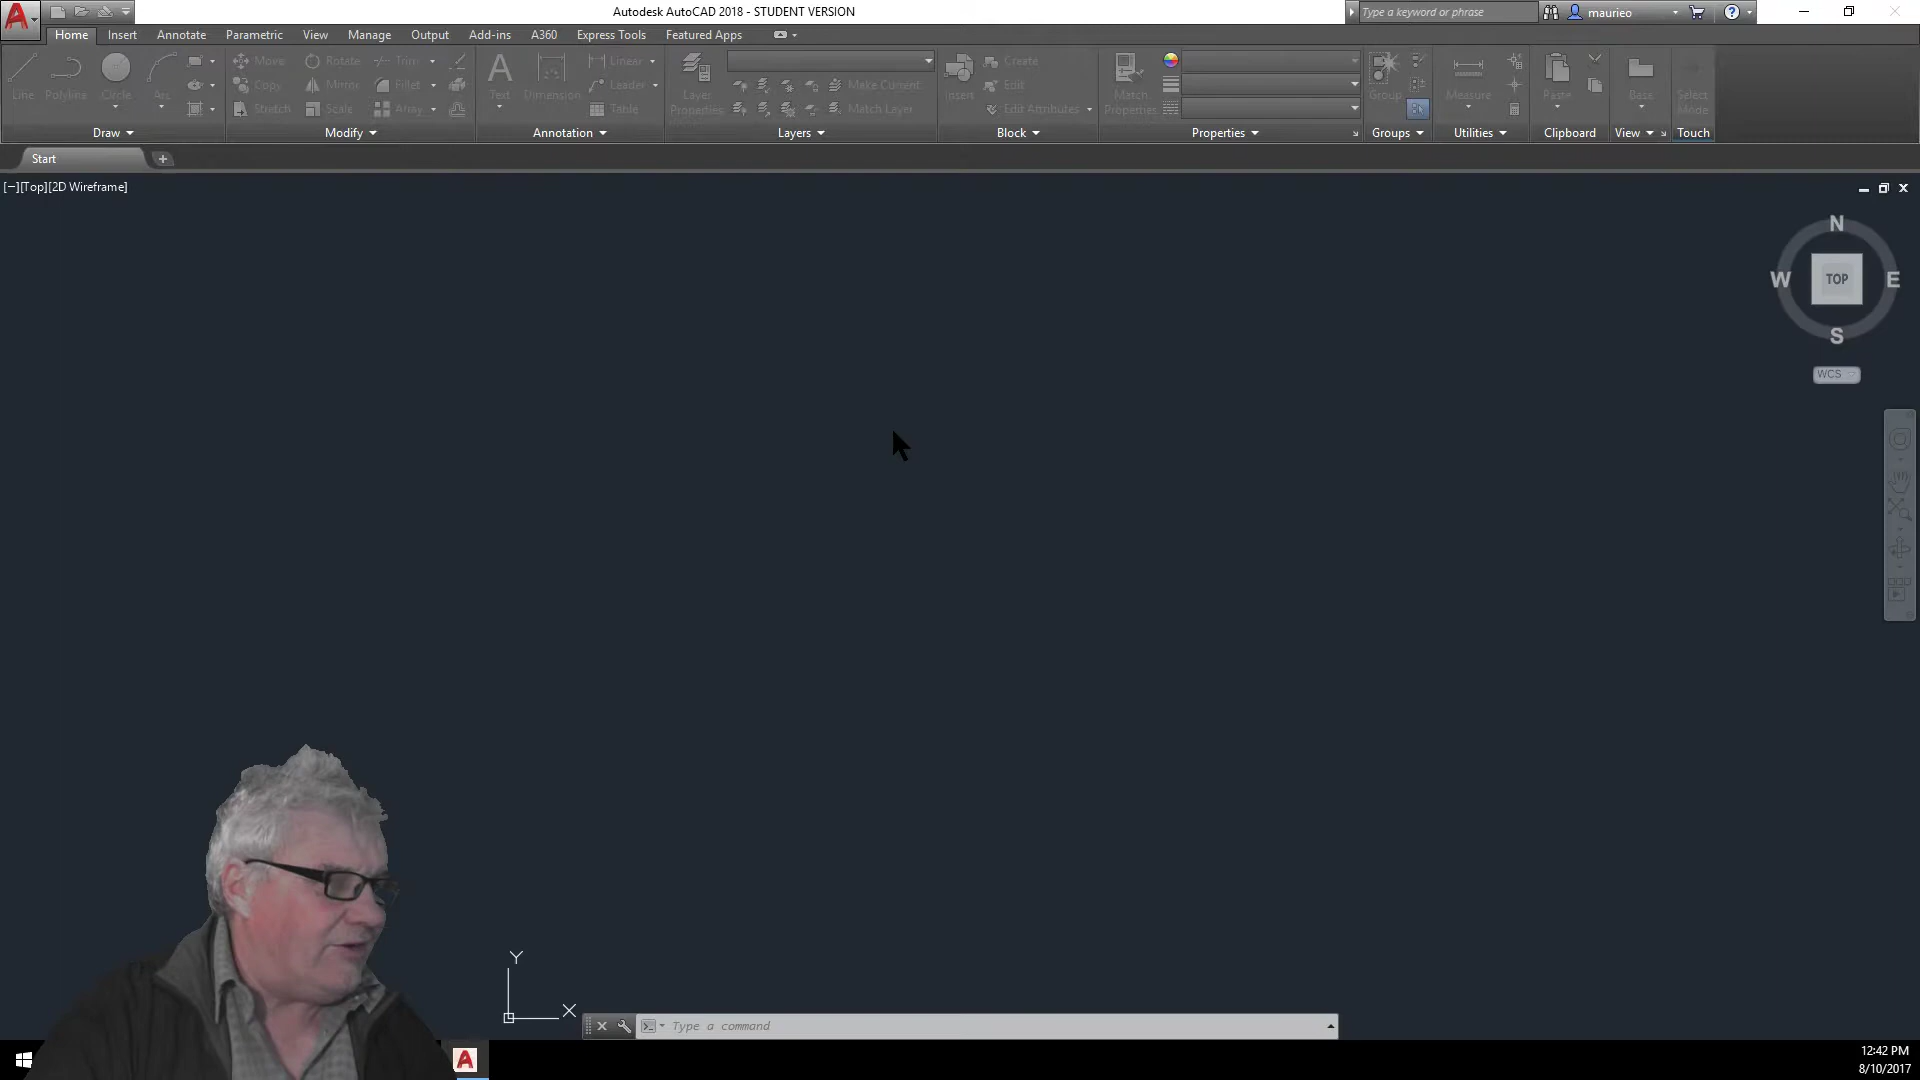 Autodesk AutoCAD 2018 - STUDENT VERSION
Type a keyword or phrase
maurieo
Home Insert Annotate Parametric View Manage Output Add-ins A360 Express Tools Featured Apps
Line Polyline Circle Arc
Move Rotate Trim
Copy Mirror Fillet
Stretch Scale Array
Text Dimension
Linear
Leader
Table
Layer Properties
Make Current
Match Layer
Insert
Create
Edit
Edit Attributes
Match Properties
Group
Measure
Paste
Base
Select Mode
Draw Modify Annotation Layers Block Properties Groups Utilities Clipboard View Touch
Start
[−][Top][2D Wireframe]
N
W TOP E
S
WCS
Y
X
Type a command
12:42 PM
8/10/2017